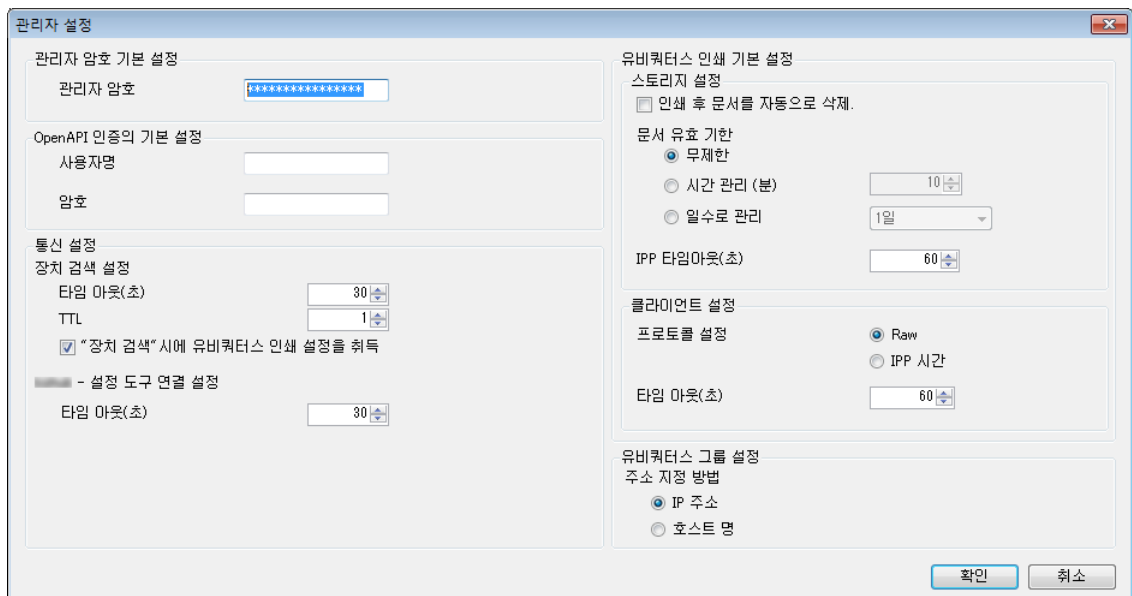 관리자 설정
관리자 암호 기본 설정
관리자 암호
****************
OpenAPI 인증의 기본 설정
사용자명
암호
통신 설정
장치 검색 설정
타임 아웃(초) 30
TTL 1
“장치 검색”시에 유비쿼터스 인쇄 설정을 취득
- 설정 도구 연결 설정
타임 아웃(초) 30
유비쿼터스 인쇄 기본 설정
스토리지 설정
인쇄 후 문서를 자동으로 삭제.
문서 유효 기한
무제한
시간 관리 (분) 10
일수로 관리 1일
IPP 타임아웃(초) 60
클라이언트 설정
프로토콜 설정 Raw
IPP 시간
타임 아웃(초) 60
유비쿼터스 그룹 설정
주소 지정 방법
IP 주소
호스트 명
확인 취소